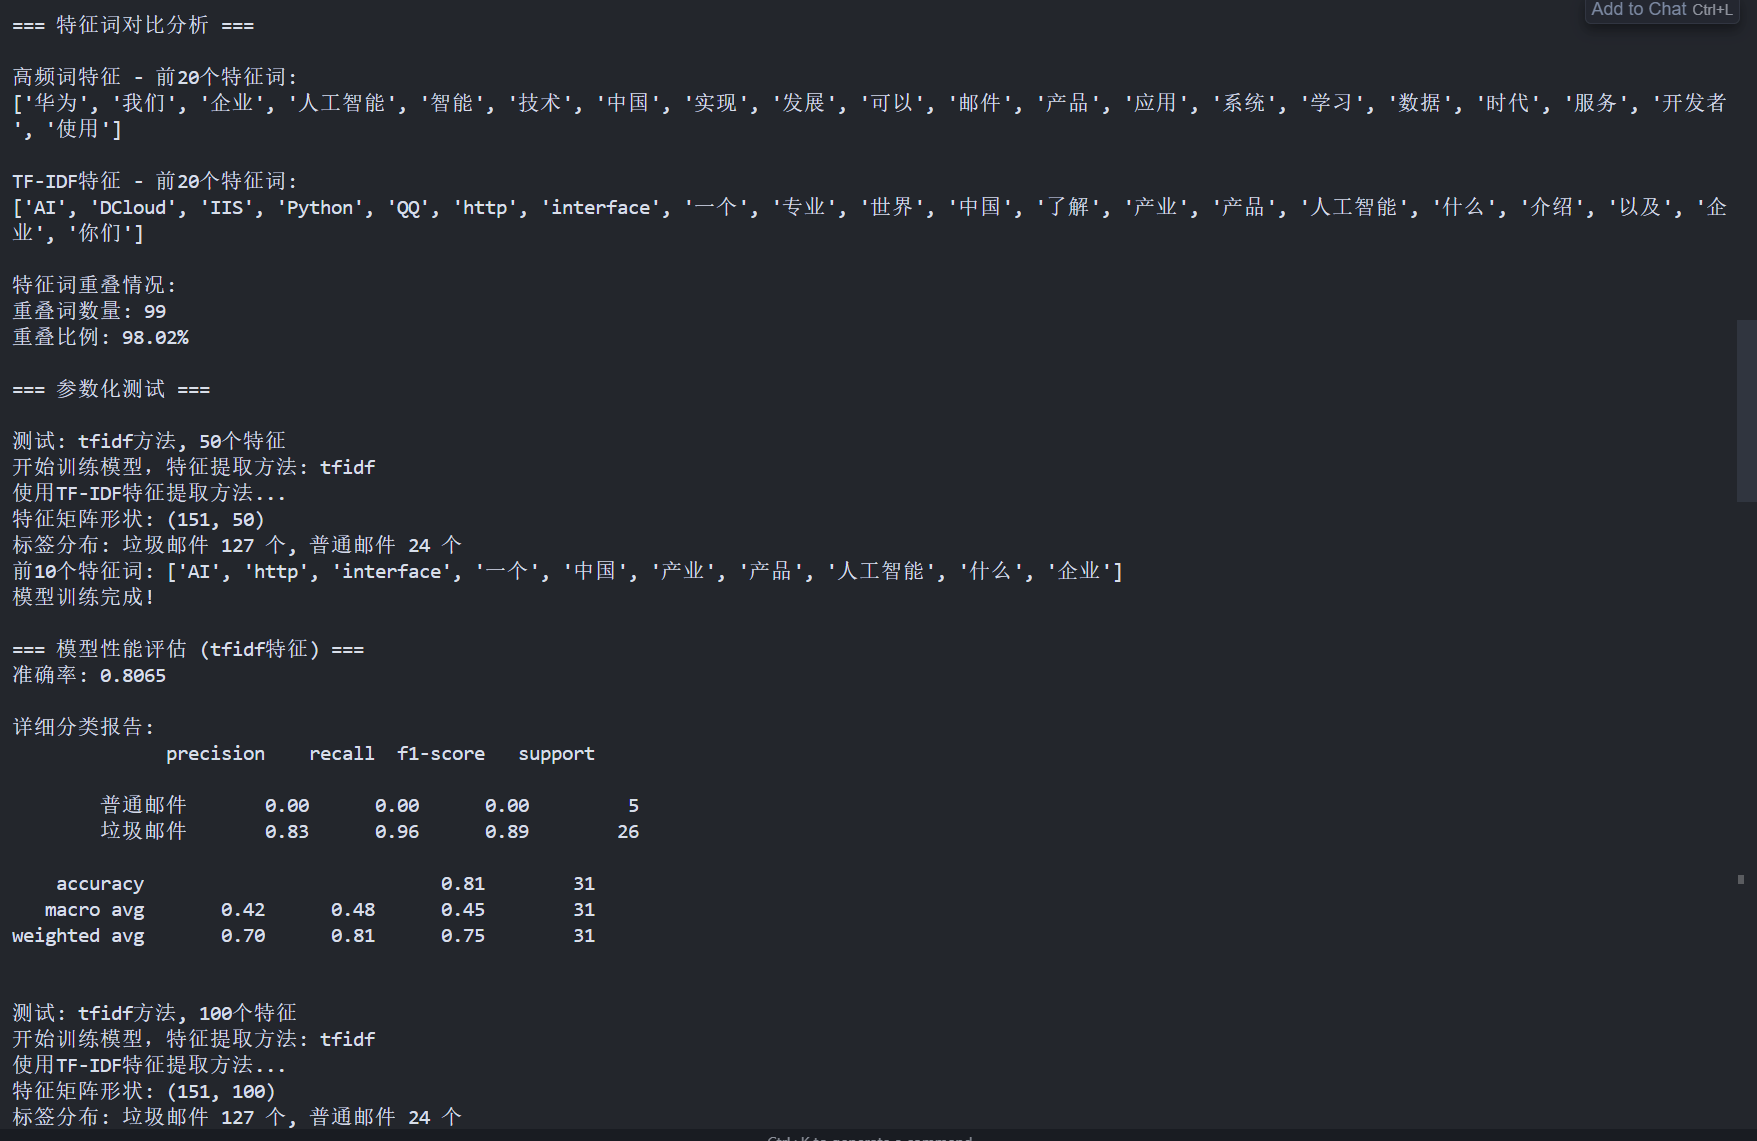 Add to Chat Ctrl+L
=== 特征词对比分析 ===
高频词特征 - 前20个特征词:
['华为', '我们', '企业', '人工智能', '智能', '技术', '中国', '实现', '发展', '可以', '邮件', '产品', '应用', '系统', '学习', '数据', '时代', '服务', '开发者
', '使用']
TF-IDF特征 - 前20个特征词:
['AI', 'DCloud', 'IIS', 'Python', 'QQ', 'http', 'interface', '一个', '专业', '世界', '中国', '了解', '产业', '产品', '人工智能', '什么', '介绍', '以及', '企
业', '你们']
特征词重叠情况:
重叠词数量: 99
重叠比例: 98.02%
=== 参数化测试 ===
测试: tfidf方法, 50个特征
开始训练模型，特征提取方法: tfidf
使用TF-IDF特征提取方法...
特征矩阵形状: (151, 50)
标签分布: 垃圾邮件 127 个, 普通邮件 24 个
前10个特征词: ['AI', 'http', 'interface', '一个', '中国', '产业', '产品', '人工智能', '什么', '企业']
模型训练完成!
=== 模型性能评估 (tfidf特征) ===
准确率: 0.8065
详细分类报告:
precision recall f1-score support
普通邮件 0.00 0.00 0.00 5
垃圾邮件 0.83 0.96 0.89 26
accuracy 0.81 31
macro avg 0.42 0.48 0.45 31
weighted avg 0.70 0.81 0.75 31
测试: tfidf方法, 100个特征
开始训练模型，特征提取方法: tfidf
使用TF-IDF特征提取方法...
特征矩阵形状: (151, 100)
标签分布: 垃圾邮件 127 个, 普通邮件 24 个
Ctrl+K to generate a command